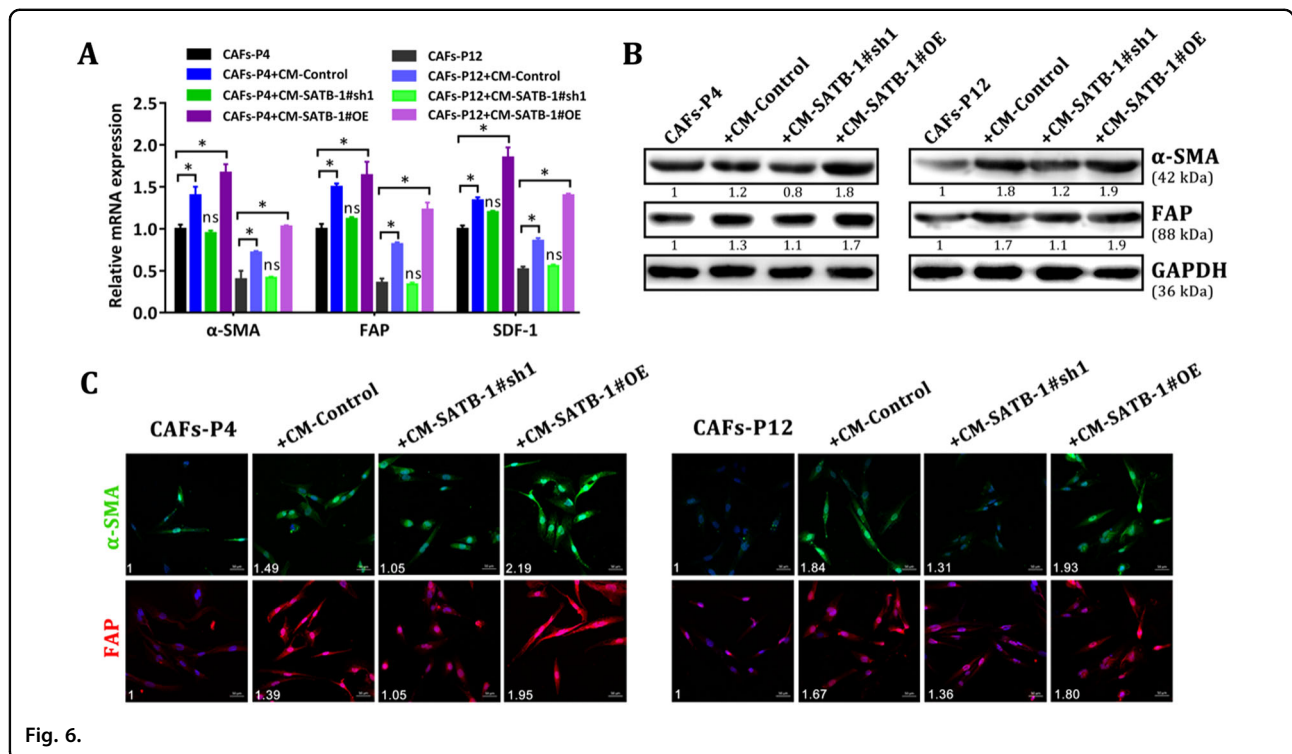 A
CAFs-P4
CAFs-P4+CM-Control
CAFs-P4+CM-SATB-1#sh1
CAFs-P4+CM-SATB-1#OE
CAFs-P12
CAFs-P12+CM-Control
CAFs-P12+CM-SATB-1#sh1
CAFs-P12+CM-SATB-1#OE
Relative mRNA expression
2.5
2.0
1.5
1.0
0.5
0.0
* * ns * * ns
* * ns * * ns
* * ns * * ns
α-SMA FAP SDF-1
B
CAFs-P4 +CM-Control +CM-SATB-1#sh1 +CM-SATB-1#OE
CAFs-P12 +CM-Control +CM-SATB-1#sh1 +CM-SATB-1#OE
α-SMA
(42 kDa)
1 1.2 0.8 1.8 1 1.8 1.2 1.9
FAP
(88 kDa)
1 1.3 1.1 1.7 1 1.7 1.1 1.9
GAPDH
(36 kDa)
C
CAFs-P4 +CM-Control +CM-SATB-1#sh1 +CM-SATB-1#OE
CAFs-P12 +CM-Control +CM-SATB-1#sh1 +CM-SATB-1#OE
α-SMA
1 1.49 1.05 2.19 1 1.84 1.31 1.93
FAP
1 1.39 1.05 1.95 1 1.67 1.36 1.80
Fig. 6.